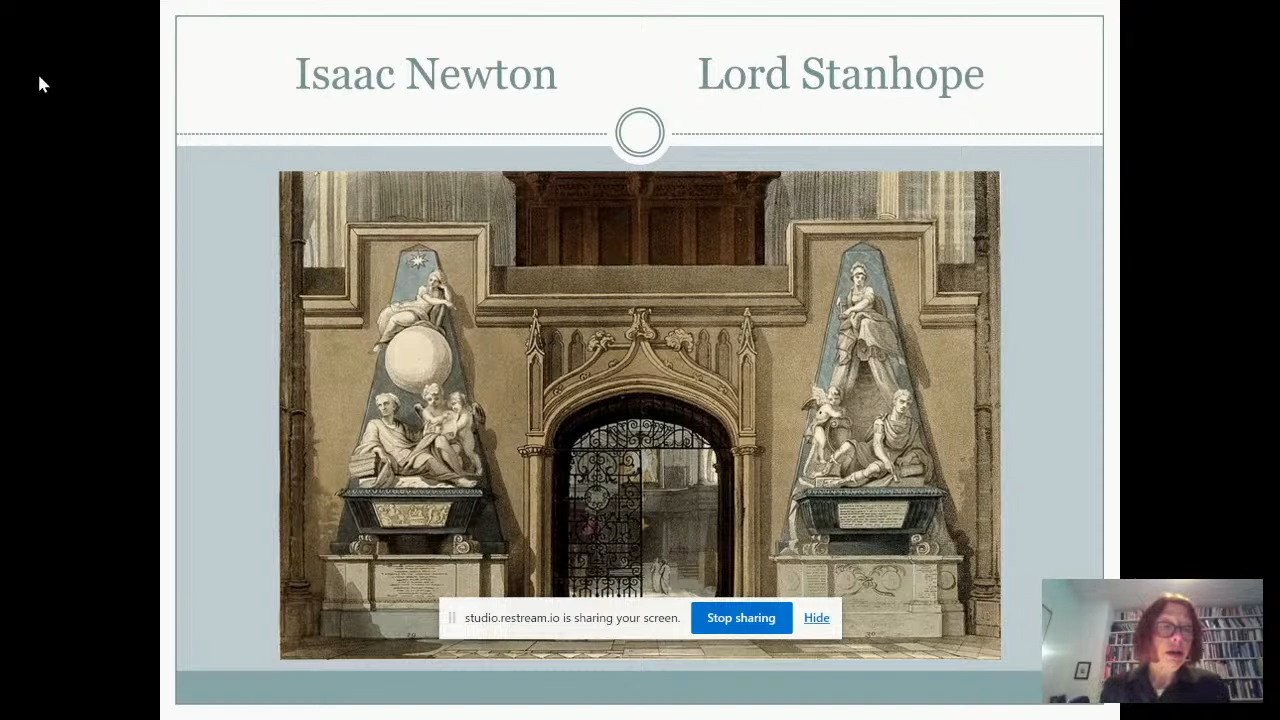 Isaac Newton Lord Stanhope
studio.restream.io is sharing your screen. Stop sharing Hide